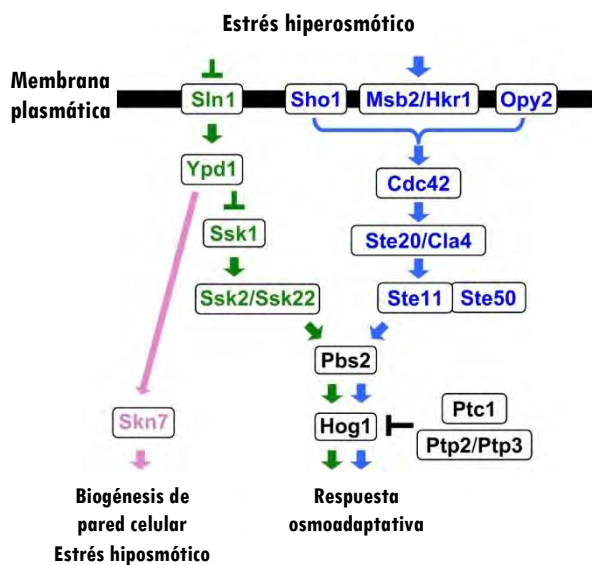 Estrés hiperosmótico
Membrana
plasmática
Sln1
Sho1
Msb2/Hkr1
Opy2
Ypd1
Cdc42
Ssk1
Ste20/Cla4
Ssk2/Ssk22
Ste11
Ste50
Pbs2
Skn7
Hog1
Ptc1
Ptp2/Ptp3
Biogénesis de
pared celular
Estrés hiposmótico
Respuesta
osmoadaptativa